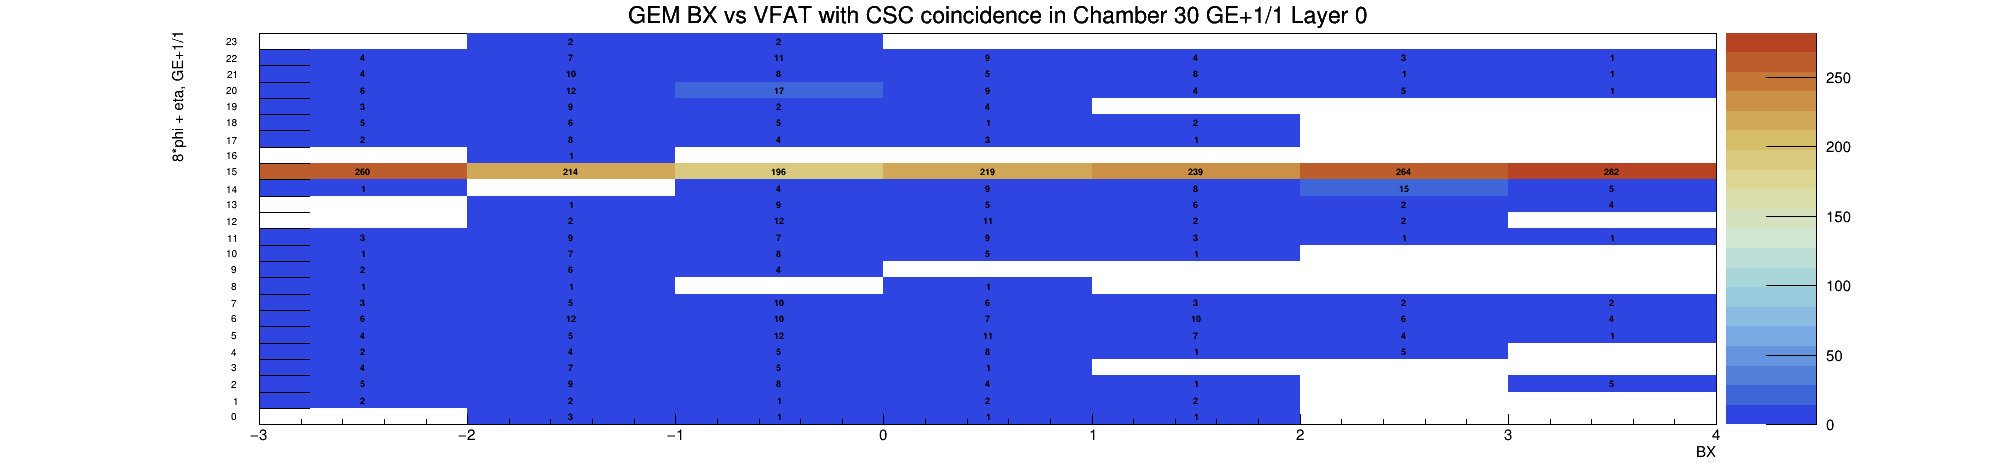 GEM BX vs VFAT with CSC coincidence in Chamber 30 GE+1/1 Layer 0
8*phi + eta, GE+1/1
23 2 2
22 4 7 11 9 4 3 1
21 4 10 8 5 8 1 1
20 6 12 17 9 4 5 1
19 3 9 2 4
18 5 6 5 1 2
17 2 8 4 3 1
16 1
15 260 214 196 219 239 264 282
14 1 4 9 8 15 5
13 1 9 5 6 2 4
12 2 12 11 2 2
11 3 9 7 9 3 1 1
10 1 7 8 5 1
9 2 6 4
8 1 1 1
7 3 5 10 6 3 2 2
6 6 12 10 7 10 6 4
5 4 5 12 11 7 4 1
4 2 4 5 8 1 5
3 4 7 5 1
2 5 9 8 4 1 5
1 2 2 1 2 2
0 3 1 1 1
−3 −2 −1 0 1 2 3 4
BX
250
200
150
100
50
0